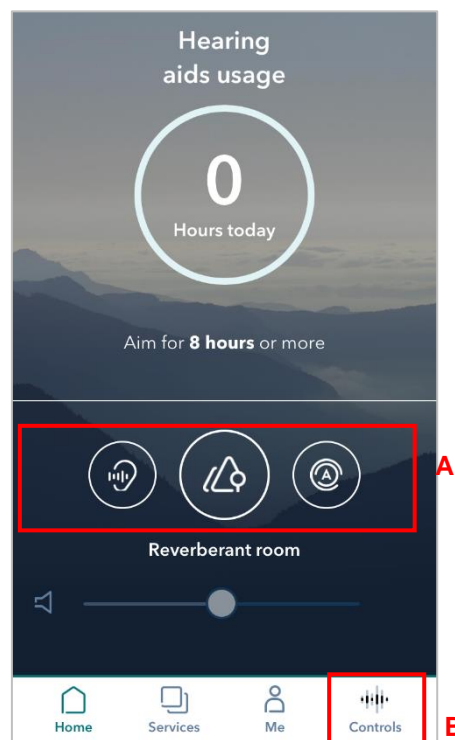 Hearing
aids usage
0
Hours today
Aim for 8 hours or more
A
A
Reverberant room
Home Services Me Controls B